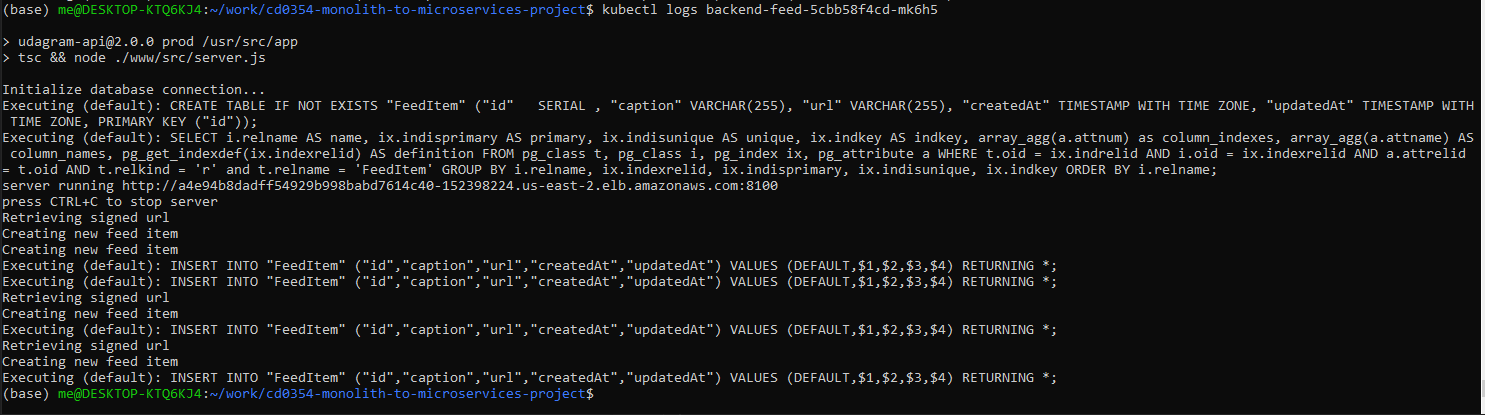 (base) me@DESKTOP-KTQ6KJ4:~/work/cd0354-monolith-to-microservices-project$ kubectl logs backend-feed-5cbb58f4cd-mk6h5
> udagram-api@2.0.0 prod /usr/src/app
> tsc && node ./www/src/server.js
Initialize database connection...
Executing (default): CREATE TABLE IF NOT EXISTS "FeedItem" ("id"   SERIAL , "caption" VARCHAR(255), "url" VARCHAR(255), "createdAt" TIMESTAMP WITH TIME ZONE, "updatedAt" TIMESTAMP WITH
 TIME ZONE, PRIMARY KEY ("id"));
Executing (default): SELECT i.relname AS name, ix.indisprimary AS primary, ix.indisunique AS unique, ix.indkey AS indkey, array_agg(a.attnum) as column_indexes, array_agg(a.attname) AS
 column_names, pg_get_indexdef(ix.indexrelid) AS definition FROM pg_class t, pg_class i, pg_index ix, pg_attribute a WHERE t.oid = ix.indrelid AND i.oid = ix.indexrelid AND a.attrelid
= t.oid AND t.relkind = 'r' and t.relname = 'FeedItem' GROUP BY i.relname, ix.indexrelid, ix.indisprimary, ix.indisunique, ix.indkey ORDER BY i.relname;
server running http://a4e94b8dadff54929b998babd7614c40-152398224.us-east-2.elb.amazonaws.com:8100
press CTRL+C to stop server
Retrieving signed url
Creating new feed item
Creating new feed item
Executing (default): INSERT INTO "FeedItem" ("id","caption","url","createdAt","updatedAt") VALUES (DEFAULT,$1,$2,$3,$4) RETURNING *;
Executing (default): INSERT INTO "FeedItem" ("id","caption","url","createdAt","updatedAt") VALUES (DEFAULT,$1,$2,$3,$4) RETURNING *;
Retrieving signed url
Creating new feed item
Executing (default): INSERT INTO "FeedItem" ("id","caption","url","createdAt","updatedAt") VALUES (DEFAULT,$1,$2,$3,$4) RETURNING *;
Retrieving signed url
Creating new feed item
Executing (default): INSERT INTO "FeedItem" ("id","caption","url","createdAt","updatedAt") VALUES (DEFAULT,$1,$2,$3,$4) RETURNING *;
(base) me@DESKTOP-KTQ6KJ4:~/work/cd0354-monolith-to-microservices-project$